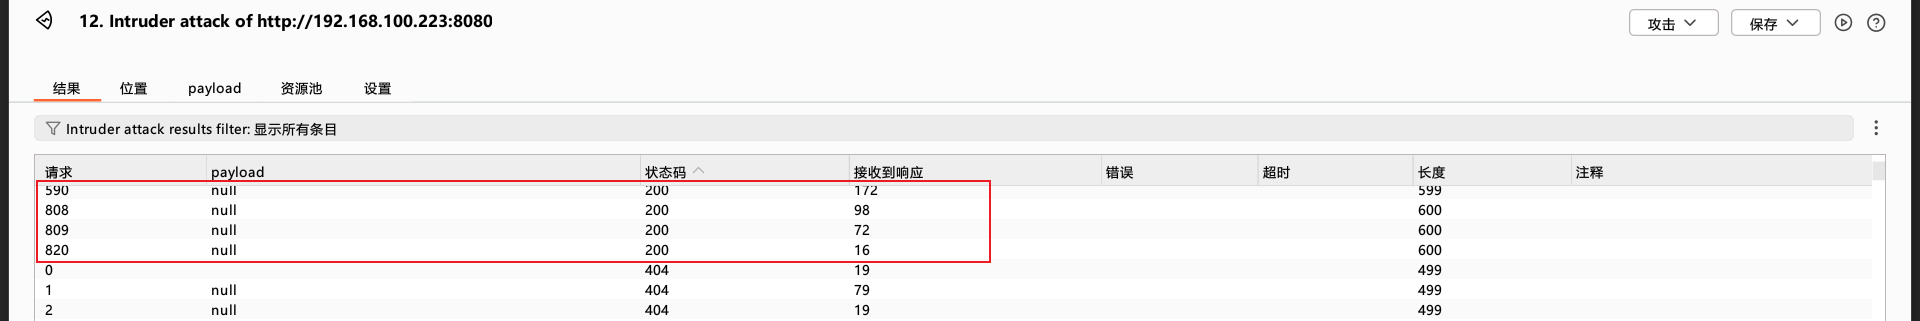 12. Intruder attack of http://192.168.100.223:8080 攻击 保存
结果 位置 payload 资源池 设置
Intruder attack results filter: 显示所有条目
请求 payload 状态码 接收到响应 错误 超时 长度 注释
590 null 200 172 599
808 null 200 98 600
809 null 200 72 600
820 null 200 16 600
0 404 19 499
1 null 404 79 499
2 null 404 19 499